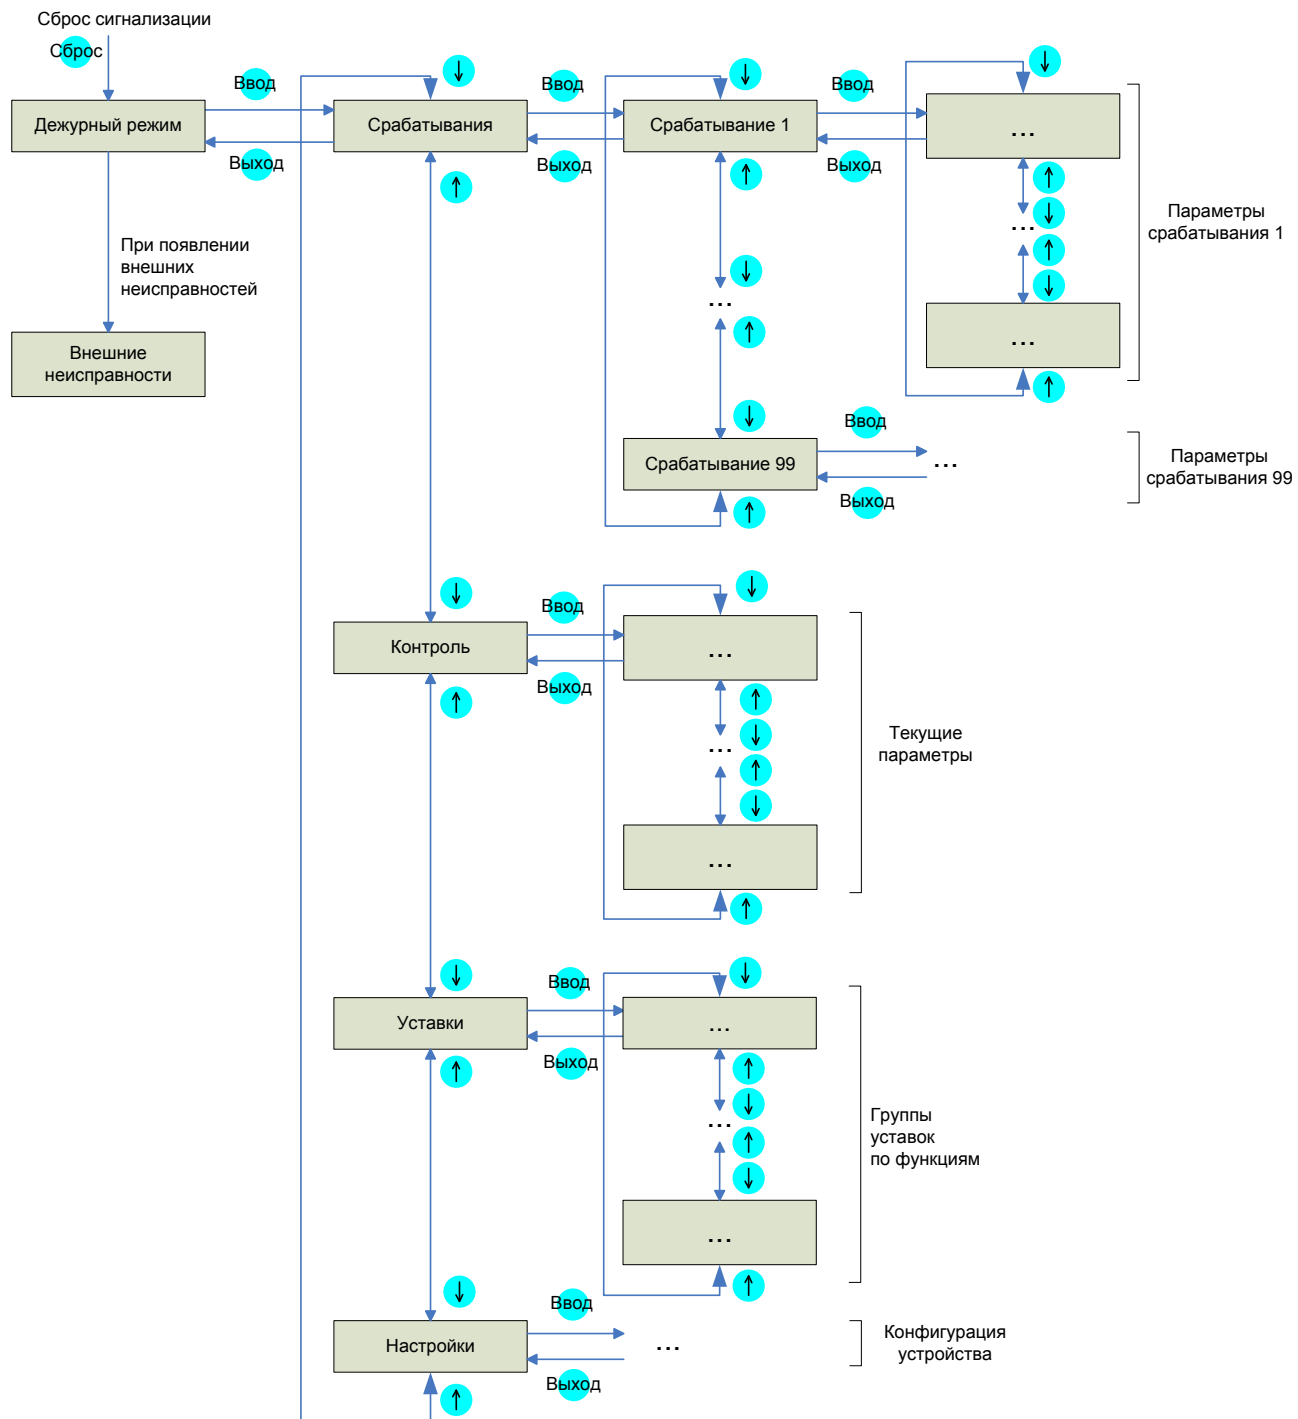 Сброс сигнализации
Сброс
Ввод
Ввод
Ввод
Дежурный режим
Срабатывания
Срабатывание 1
...
Выход
Выход
Выход
Параметры
срабатывания 1
...
При появлении
внешних
неисправностей
...
...
Внешние
неисправности
Ввод
Срабатывание 99
...
Параметры
срабатывания 99
Выход
Ввод
Контроль
...
Выход
...
Текущие
параметры
...
Ввод
Уставки
...
Выход
...
Группы
уставок
по функциям
...
Ввод
Настройки
...
Конфигурация
устройства
Выход